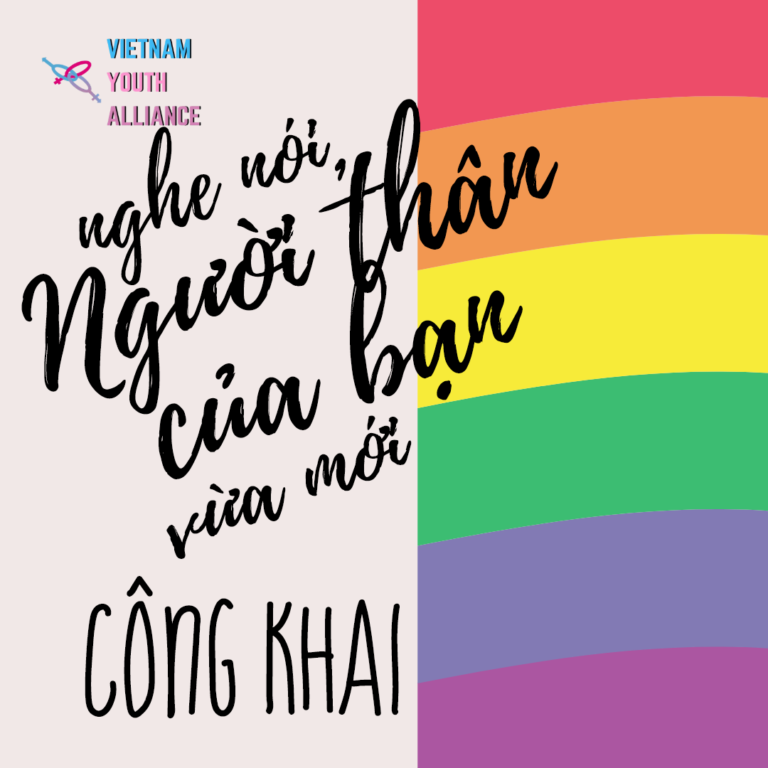 VIETNAM
YOUTH
ALLIANCE
nghe nói,
Người thân
của bạn
vừa mới
CÔNG KHAI